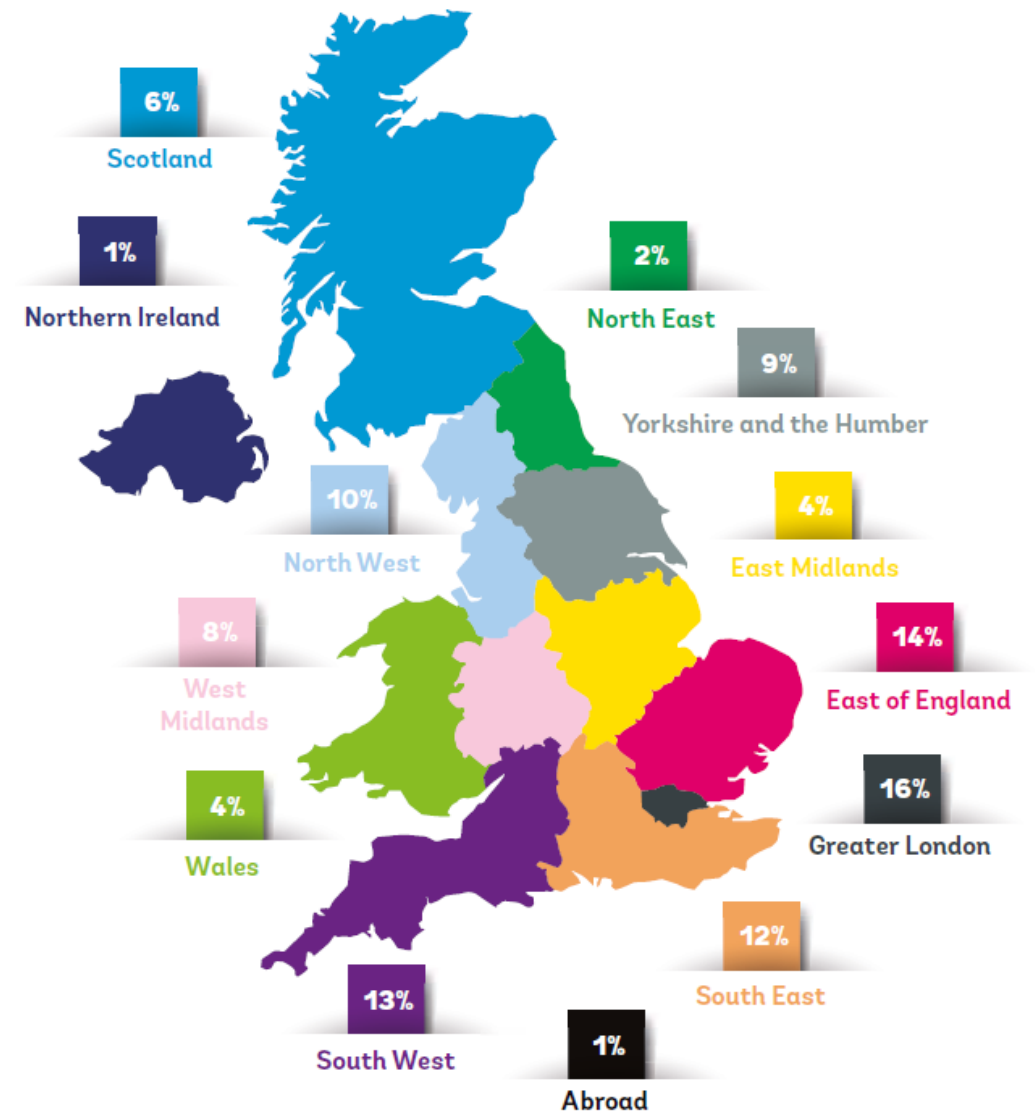 6%
Scotland
1%
Northern Ireland
2%
North East
9%
Yorkshire and the Humber
10%
North West
4%
East Midlands
8%
West
Midlands
14%
East of England
4%
Wales
16%
Greater London
12%
South East
13%
South West
1%
Abroad